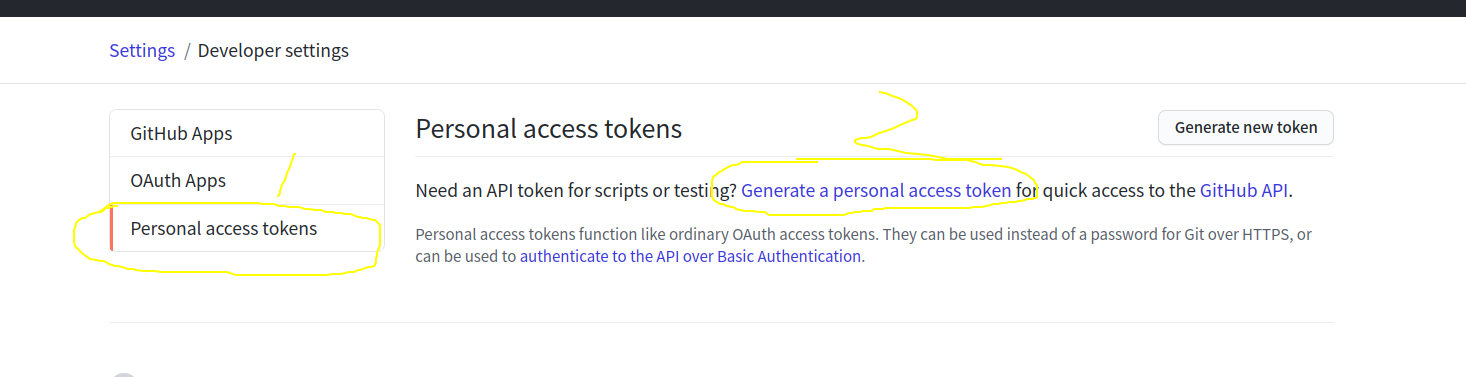 Settings / Developer settings
GitHub Apps
OAuth Apps
Personal access tokens
1
Personal access tokens
2
Generate new token
Need an API token for scripts or testing? Generate a personal access token for quick access to the GitHub API.
Personal access tokens function like ordinary OAuth access tokens. They can be used instead of a password for Git over HTTPS, or
can be used to authenticate to the API over Basic Authentication.